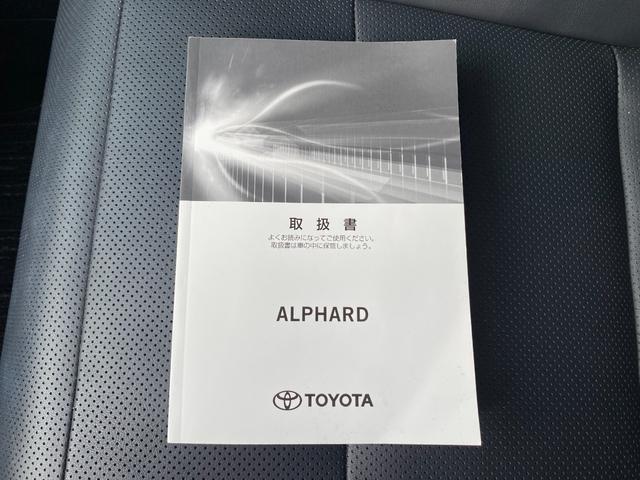 取扱書
よくお読みになってご使用ください。
取扱書は車の中に保管しましょう。
ALPHARD
TOYOTA